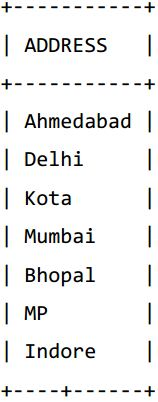 +-----------+
| ADDRESS   |
+-----------+
| Ahmedabad |
| Delhi     |
| Kota      |
| Mumbai    |
| Bhopal    |
| MP        |
| Indore    |
+----+------+